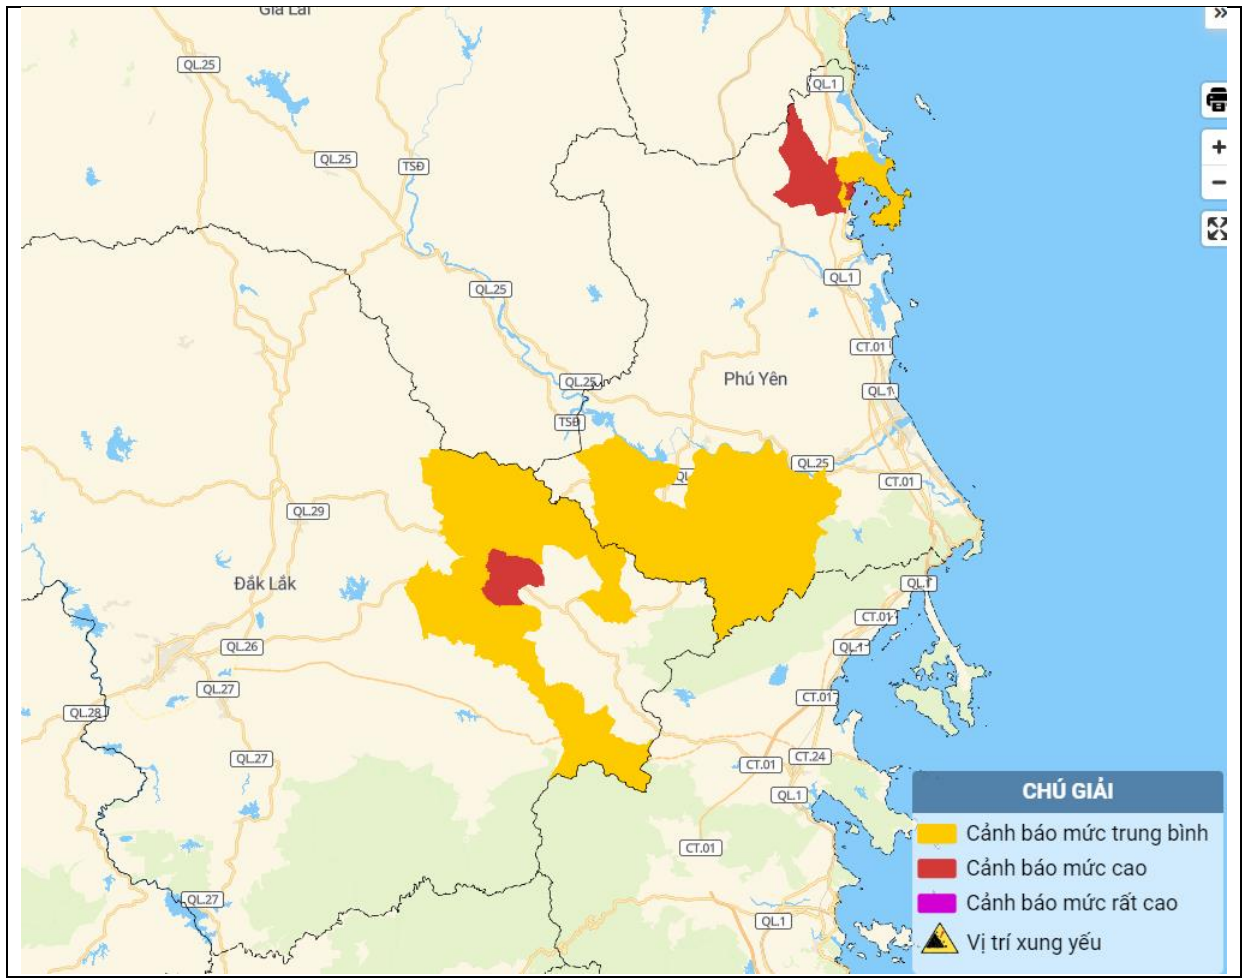 Gia Lai
»
QL.25
QL.1
QL.25
TSĐ
+
−
QL.1
QL.25
CT.01
QL.25
Phú Yên
QL.1
TSĐ
QL.25
QL
CT.01
QL.29
Đắk Lắk
QL.1
CT.01
QL.26
QL.1
QL.27
CT.01
QL.28
QL.27
CT.24
CT.01
QL.1
CHÚ GIẢI
Cảnh báo mức trung bình
CT.01
Cảnh báo mức cao
QL.27
Cảnh báo mức rất cao
QL.1
Vị trí xung yếu